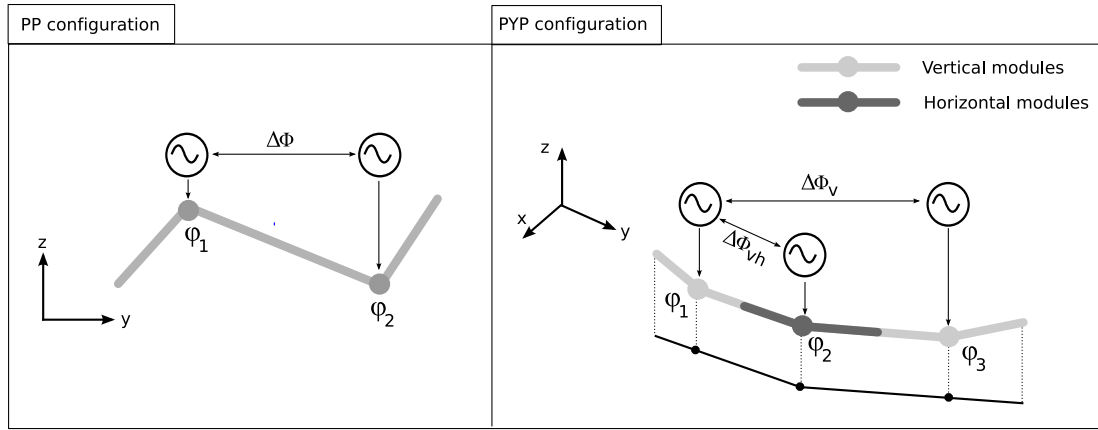 PP configuration
ΔΦ
φ1
φ2
z
y
PYP configuration
Vertical modules
Horizontal modules
z
x
y
ΔΦv
ΔΦvh
φ1
φ2
φ3